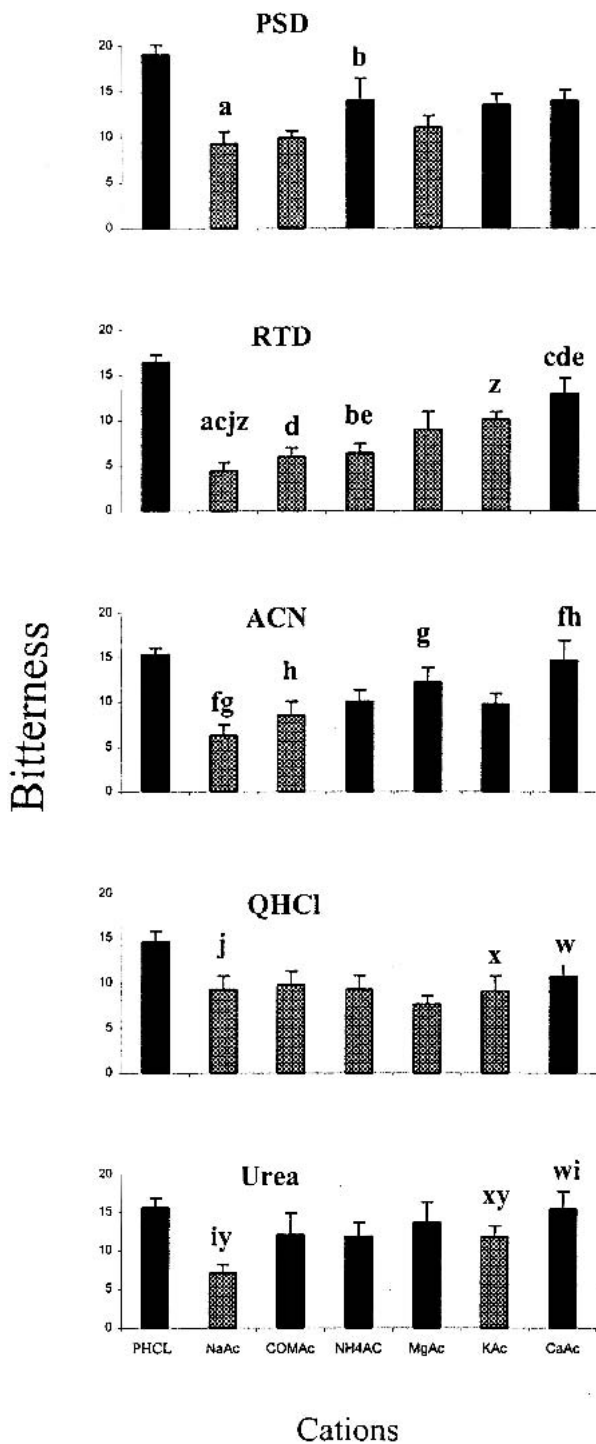 PSD
20
15
10
5
0
a
b
RTD
20
15
10
5
0
acjz
d
be
z
cde
ACN
20
15
10
5
0
fg
h
g
fh
QHCl
20
15
10
5
0
j
x
w
Urea
20
15
10
5
0
iy
xy
wi
PHCL NaAc COMAc NH4AC MgAc KAc CaAc
Bitterness
Cations